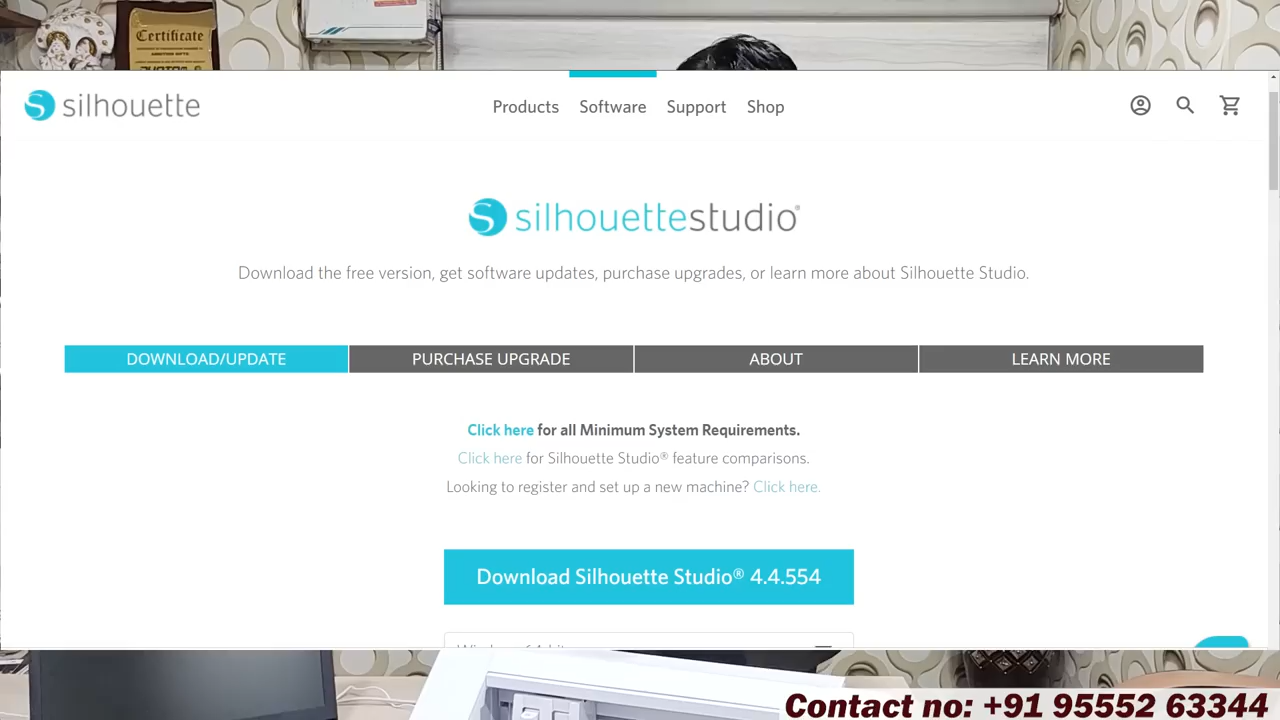 Certificate
silhouette
Products
Software
Support
Shop
silhouettestudio®
Download the free version, get software updates, purchase upgrades, or learn more about Silhouette Studio.
DOWNLOAD/UPDATE
PURCHASE UPGRADE
ABOUT
LEARN MORE
Click here for all Minimum System Requirements.
Click here for Silhouette Studio® feature comparisons.
Looking to register and set up a new machine? Click here.
Download Silhouette Studio® 4.4.554
Contact no: +91 95552 63344